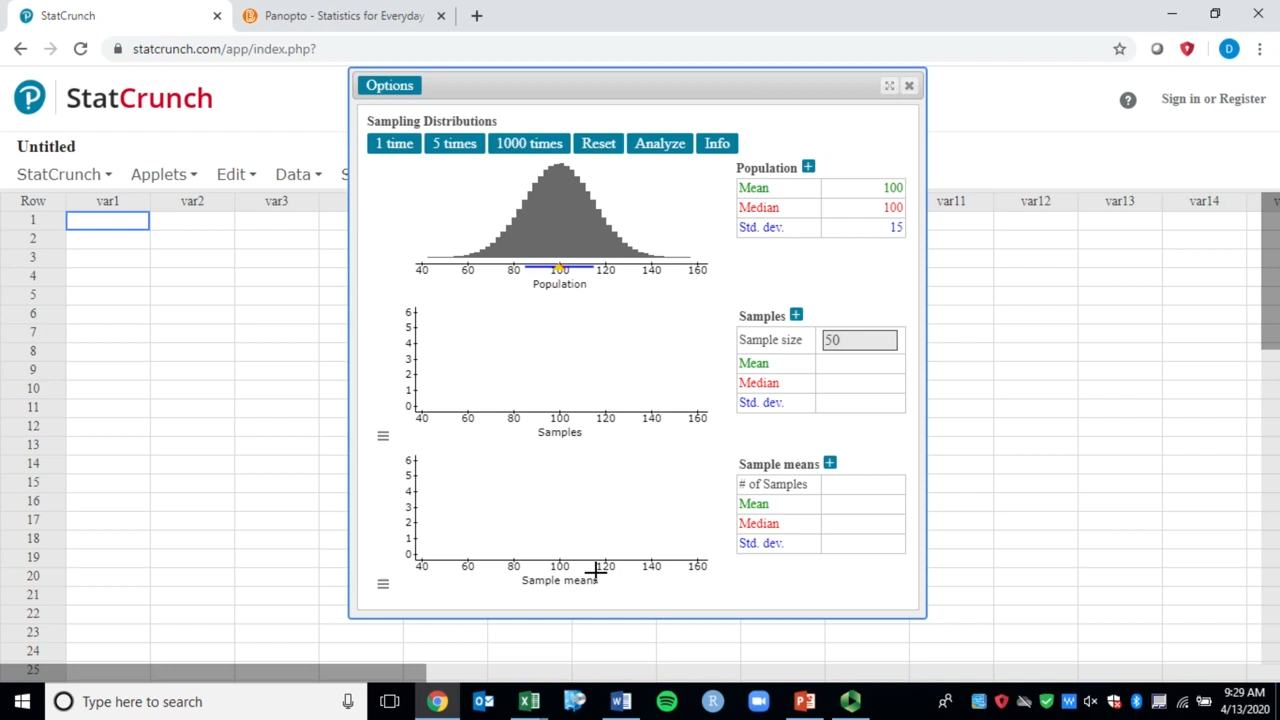 StatCrunch
Panopto - Statistics for Everyday
statcrunch.com/app/index.php?
D
StatCrunch
Sign in or Register
Untitled
StatCrunch Applets Edit Data S
Options
Sampling Distributions
1 time 5 times 1000 times Reset Analyze Info
Population
Mean 100
Median 100
Std. dev. 15
40 60 80 100 120 140 160
Population
Samples
Sample size 50
Mean
Median
Std. dev.
6
5
4
3
2
1
0
40 60 80 100 120 140 160
Samples
Sample means
# of Samples
Mean
Median
Std. dev.
6
5
4
3
2
1
0
40 60 80 100 120 140 160
Sample means
Row var1 var2 var3 var11 var12 var13 var14
1
2
3
4
5
6
7
8
9
10
11
12
13
14
15
16
17
18
19
20
21
22
23
24
25
Type here to search
9:29 AM
4/13/2020